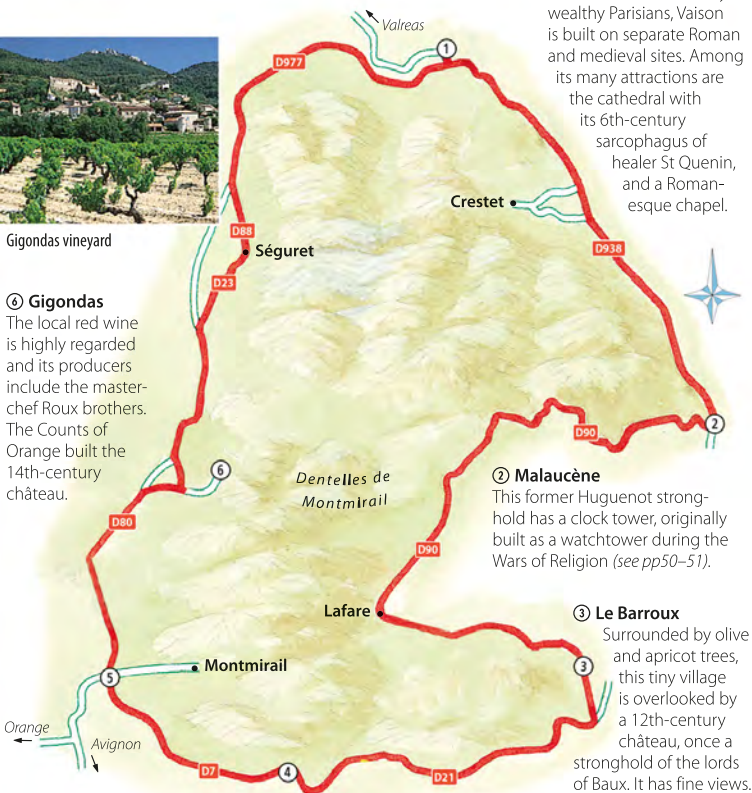 wealthy Parisians, Vaison
is built on separate Roman
and medieval sites. Among
its many attractions are
the cathedral with
its 6th-century
sarcophagus of
healer St Quenin,
and a Roman-
esque chapel.
Valreas
1
D977
Crestet
D938
Gigondas vineyard
D88
Séguret
D23
⑥ Gigondas
The local red wine
is highly regarded
and its producers
include the master-
chef Roux brothers.
The Counts of
Orange built the
14th-century
château.
2
D90
6
Dentelles de
Montmirail
② Malaucène
This former Huguenot strong-
hold has a clock tower, originally
built as a watchtower during the
Wars of Religion (see pp50–51).
D80
D90
Lafare
③ Le Barroux
Surrounded by olive
and apricot trees,
this tiny village
is overlooked by
a 12th-century
château, once a
stronghold of the lords
of Baux. It has fine views.
3
Montmirail
5
Orange
Avignon
D7
4
D21